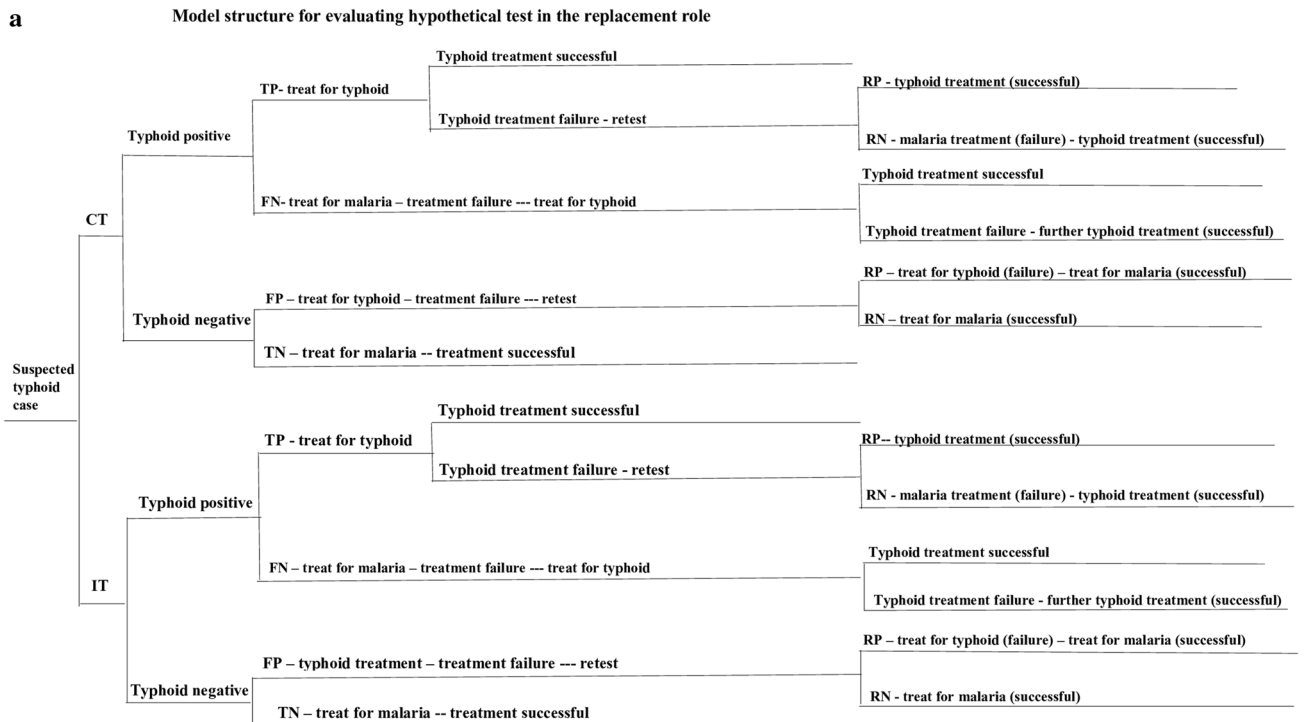 a
Model structure for evaluating hypothetical test in the replacement role
Typhoid treatment successful
TP- treat for typhoid
RP - typhoid treatment (successful)
Typhoid treatment failure - retest
Typhoid positive
RN - malaria treatment (failure) - typhoid treatment (successful)
Typhoid treatment successful
FN- treat for malaria – treatment failure --- treat for typhoid
CT
Typhoid treatment failure - further typhoid treatment (successful)
RP – treat for typhoid (failure) – treat for malaria (successful)
FP – treat for typhoid – treatment failure --- retest
Typhoid negative
RN – treat for malaria (successful)
TN – treat for malaria -- treatment successful
Suspected
typhoid
case
Typhoid treatment successful
TP - treat for typhoid
RP-- typhoid treatment (successful)
Typhoid treatment failure - retest
Typhoid positive
RN - malaria treatment (failure) - typhoid treatment (successful)
Typhoid treatment successful
FN – treat for malaria – treatment failure --- treat for typhoid
IT
Typhoid treatment failure - further typhoid treatment (successful)
RP – treat for typhoid (failure) – treat for malaria (successful)
FP – typhoid treatment – treatment failure --- retest
Typhoid negative
RN - treat for malaria (successful)
TN – treat for malaria -- treatment successful